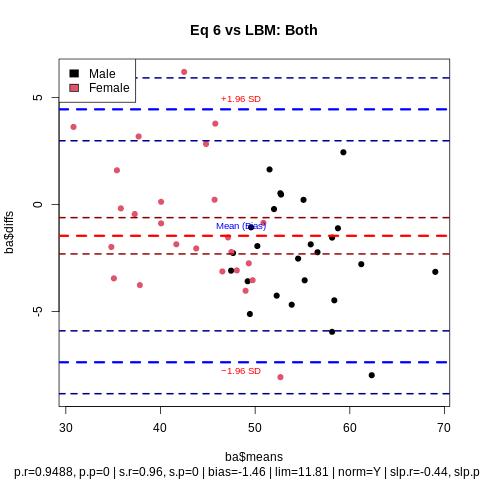 Eq 6 vs LBM: Both
Male
Female
+1.96 SD
Mean (Bias)
−1.96 SD
5
0
-5
ba$diffs
30 40 50 60 70
ba$means
p.r=0.9488, p.p=0 | s.r=0.96, s.p=0 | bias=-1.46 | lim=11.81 | norm=Y | slp.r=-0.44, slp.p